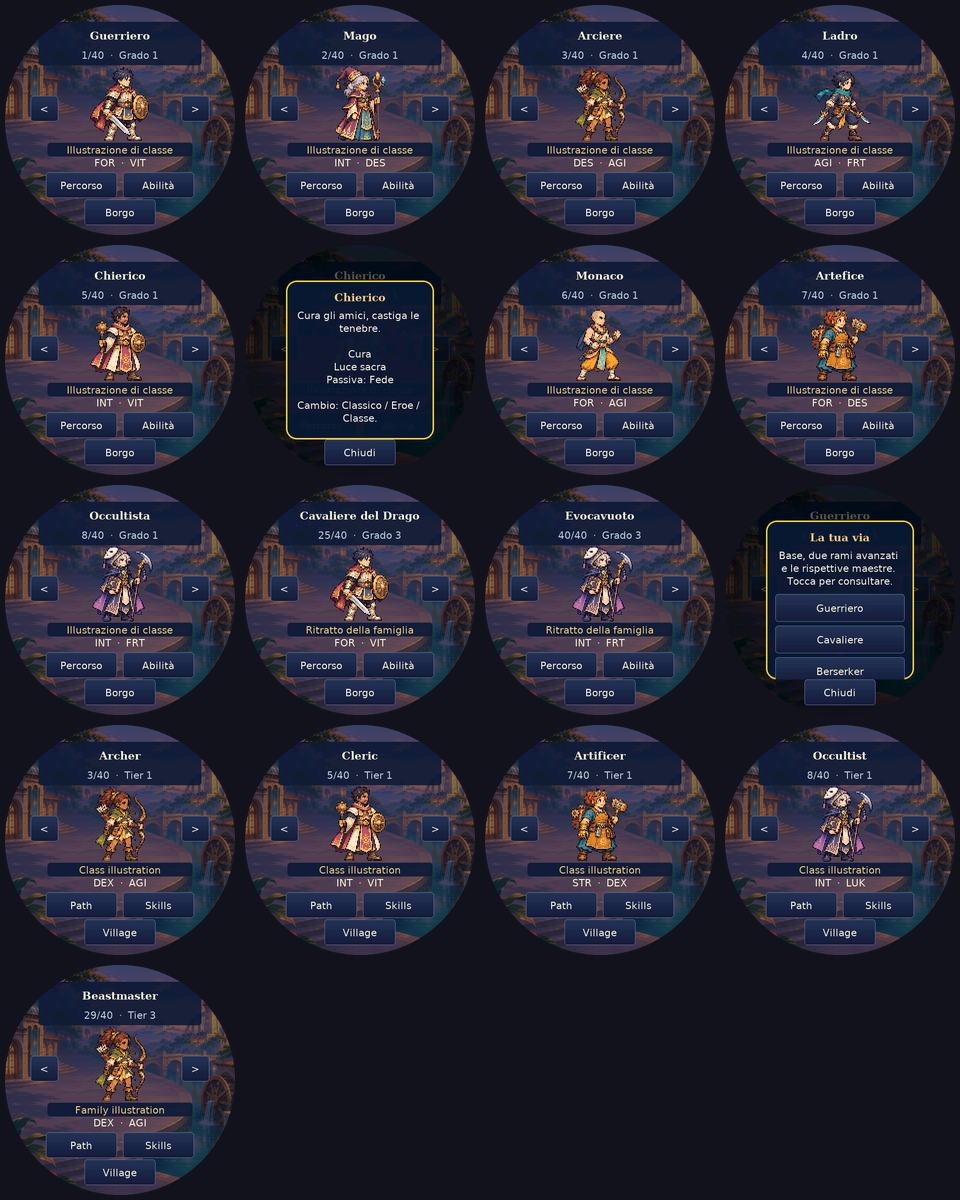 Guerriero
1/40 · Grado 1
<
>
Illustrazione di classe
FOR · VIT
Percorso
Abilità
Borgo
Mago
2/40 · Grado 1
<
>
Illustrazione di classe
INT · DES
Percorso
Abilità
Borgo
Arciere
3/40 · Grado 1
<
>
Illustrazione di classe
DES · AGI
Percorso
Abilità
Borgo
Ladro
4/40 · Grado 1
<
>
Illustrazione di classe
AGI · FRT
Percorso
Abilità
Borgo
Chierico
5/40 · Grado 1
<
>
Illustrazione di classe
INT · VIT
Percorso
Abilità
Borgo
Chierico
Chierico
Cura gli amici, castiga le
tenebre.
Cura
Luce sacra
Passiva: Fede
Cambio: Classico / Eroe /
Classe.
Chiudi
Monaco
6/40 · Grado 1
<
>
Illustrazione di classe
FOR · AGI
Percorso
Abilità
Borgo
Artefice
7/40 · Grado 1
<
>
Illustrazione di classe
FOR · DES
Percorso
Abilità
Borgo
Occultista
8/40 · Grado 1
<
>
Illustrazione di classe
INT · FRT
Percorso
Abilità
Borgo
Cavaliere del Drago
25/40 · Grado 3
<
>
Ritratto della famiglia
FOR · VIT
Percorso
Abilità
Borgo
Evocavuoto
40/40 · Grado 3
<
>
Ritratto della famiglia
INT · FRT
Percorso
Abilità
Borgo
Guerriero
La tua via
Base, due rami avanzati
e le rispettive maestre.
Tocca per consultare.
Guerriero
Cavaliere
Berserker
Chiudi
Archer
3/40 · Tier 1
<
>
Class illustration
DEX · AGI
Path
Skills
Village
Cleric
5/40 · Tier 1
<
>
Class illustration
INT · VIT
Path
Skills
Village
Artificer
7/40 · Tier 1
<
>
Class illustration
STR · DEX
Path
Skills
Village
Occultist
8/40 · Tier 1
<
>
Class illustration
INT · LUK
Path
Skills
Village
Beastmaster
29/40 · Tier 3
<
>
Family illustration
DEX · AGI
Path
Skills
Village